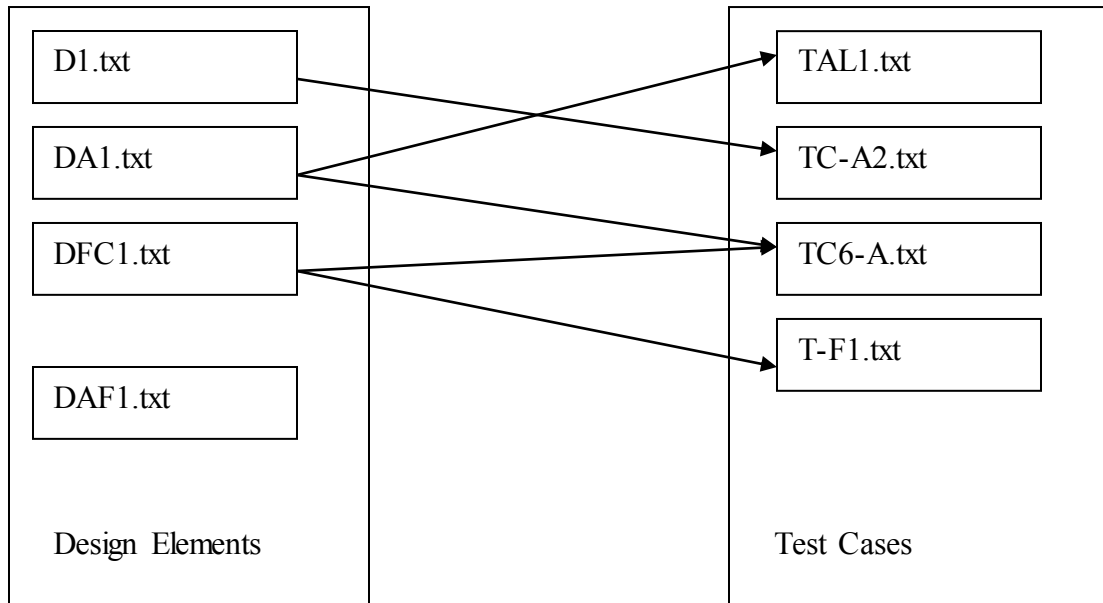 D1.txt
DA1.txt
DFC1.txt
DAF1.txt
Design Elements
TAL1.txt
TC-A2.txt
TC6-A.txt
T-F1.txt
Test Cases